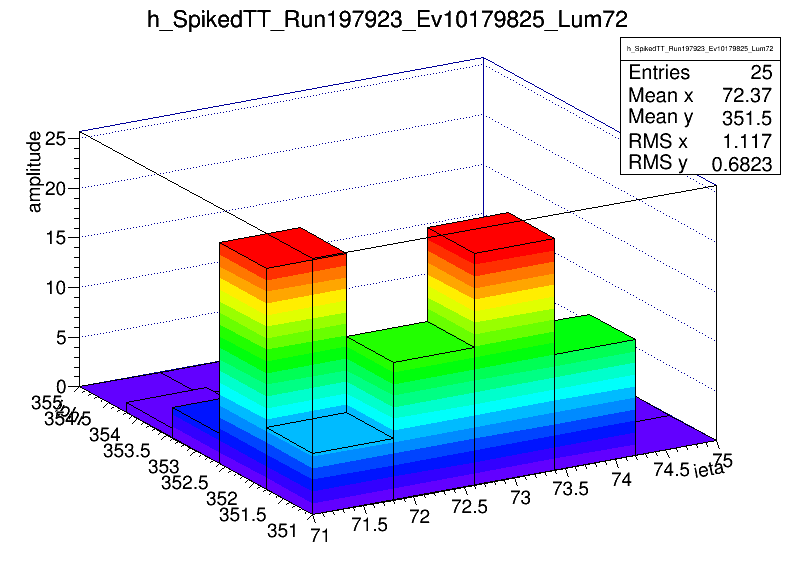 h_SpikedTT_Run197923_Ev10179825_Lum72
h_SpikedTT_Run197923_Ev10179825_Lum72
Entries 25
Mean x 72.37
Mean y 351.5
RMS x 1.117
RMS y 0.6823
amplitude
25
20
15
10
5
0
355
354.5
354
353.5
353
352.5
352
351.5
351
71
71.5
72
72.5
73
73.5
74
74.5
75
ieta